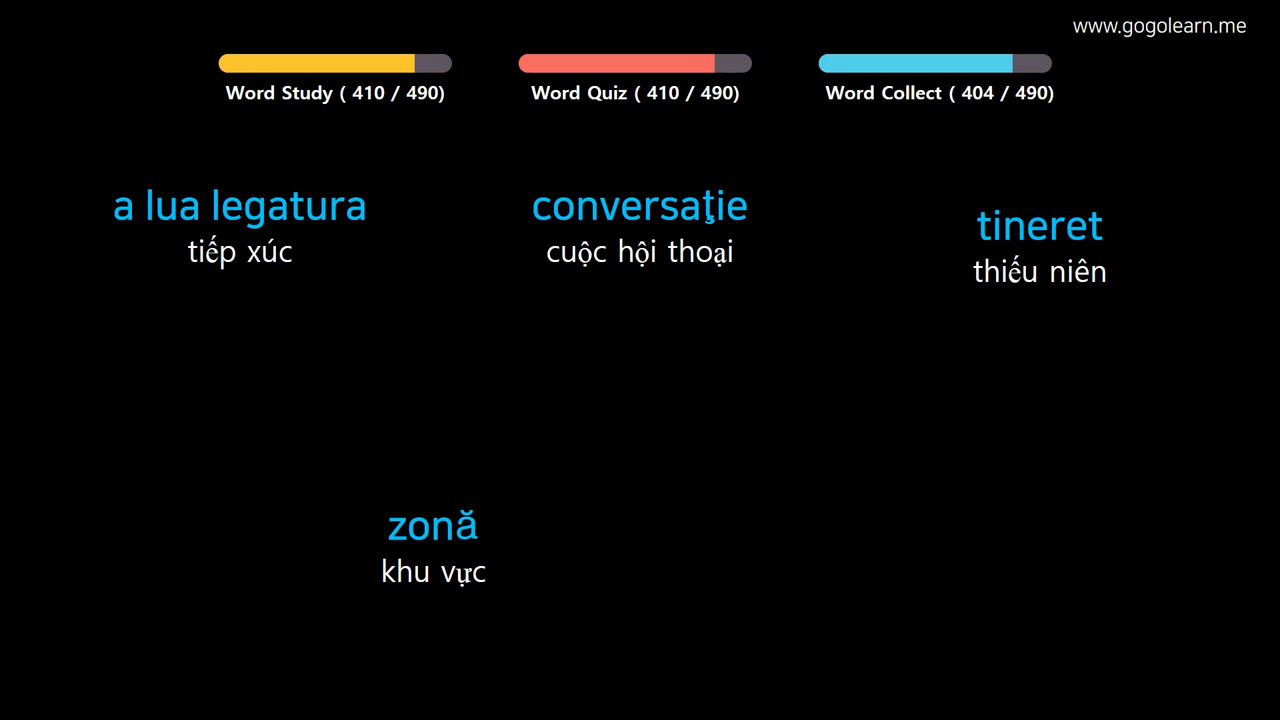 www.gogolearn.me
Word Study ( 410 / 490)
Word Quiz ( 410 / 490)
Word Collect ( 404 / 490)
a lua legatura
tiếp xúc
conversaţie
cuộc hội thoại
tineret
thiếu niên
zonă
khu vực